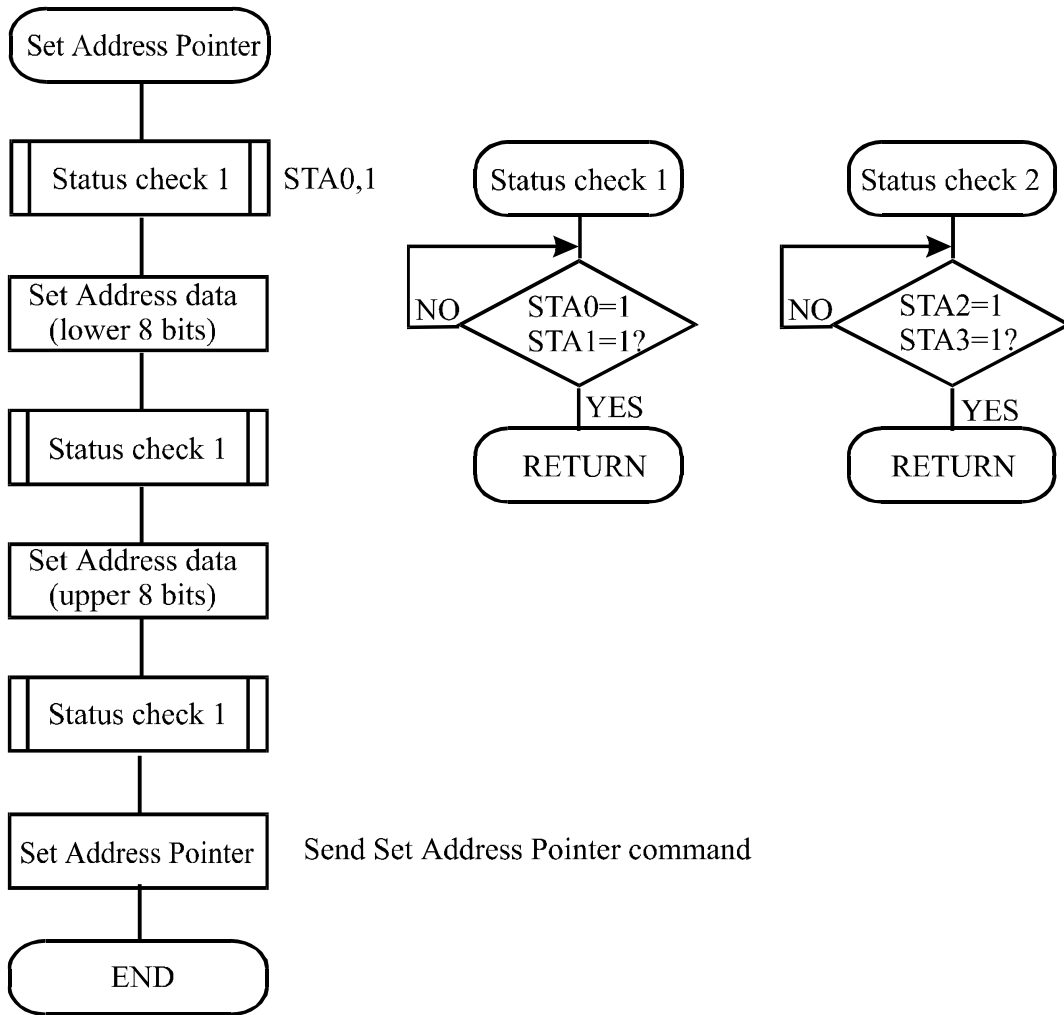 Set Address Pointer
Status check 1
STA0,1
Set Address data
(lower 8 bits)
Status check 1
Set Address data
(upper 8 bits)
Status check 1
Set Address Pointer
Send Set Address Pointer command
END
Status check 1
NO
STA0=1
STA1=1?
YES
RETURN
Status check 2
NO
STA2=1
STA3=1?
YES
RETURN